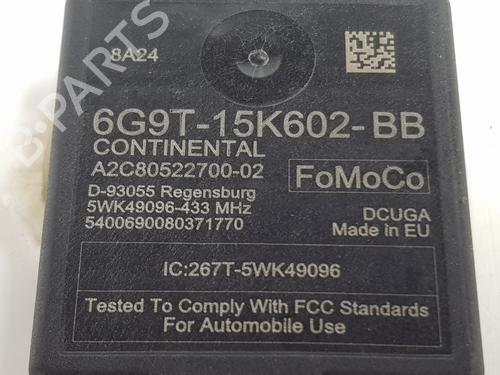 8A24
6G9T-15K602-BB
CONTINENTAL
A2C80522700-02
D-93055 Regensburg
5WK49096-433 MHz
5400690080371770
FoMoCo
DCUGA
Made in EU
IC:267T-5WK49096
Tested To Comply With FCC Standards
For Automobile Use
B-PARTS